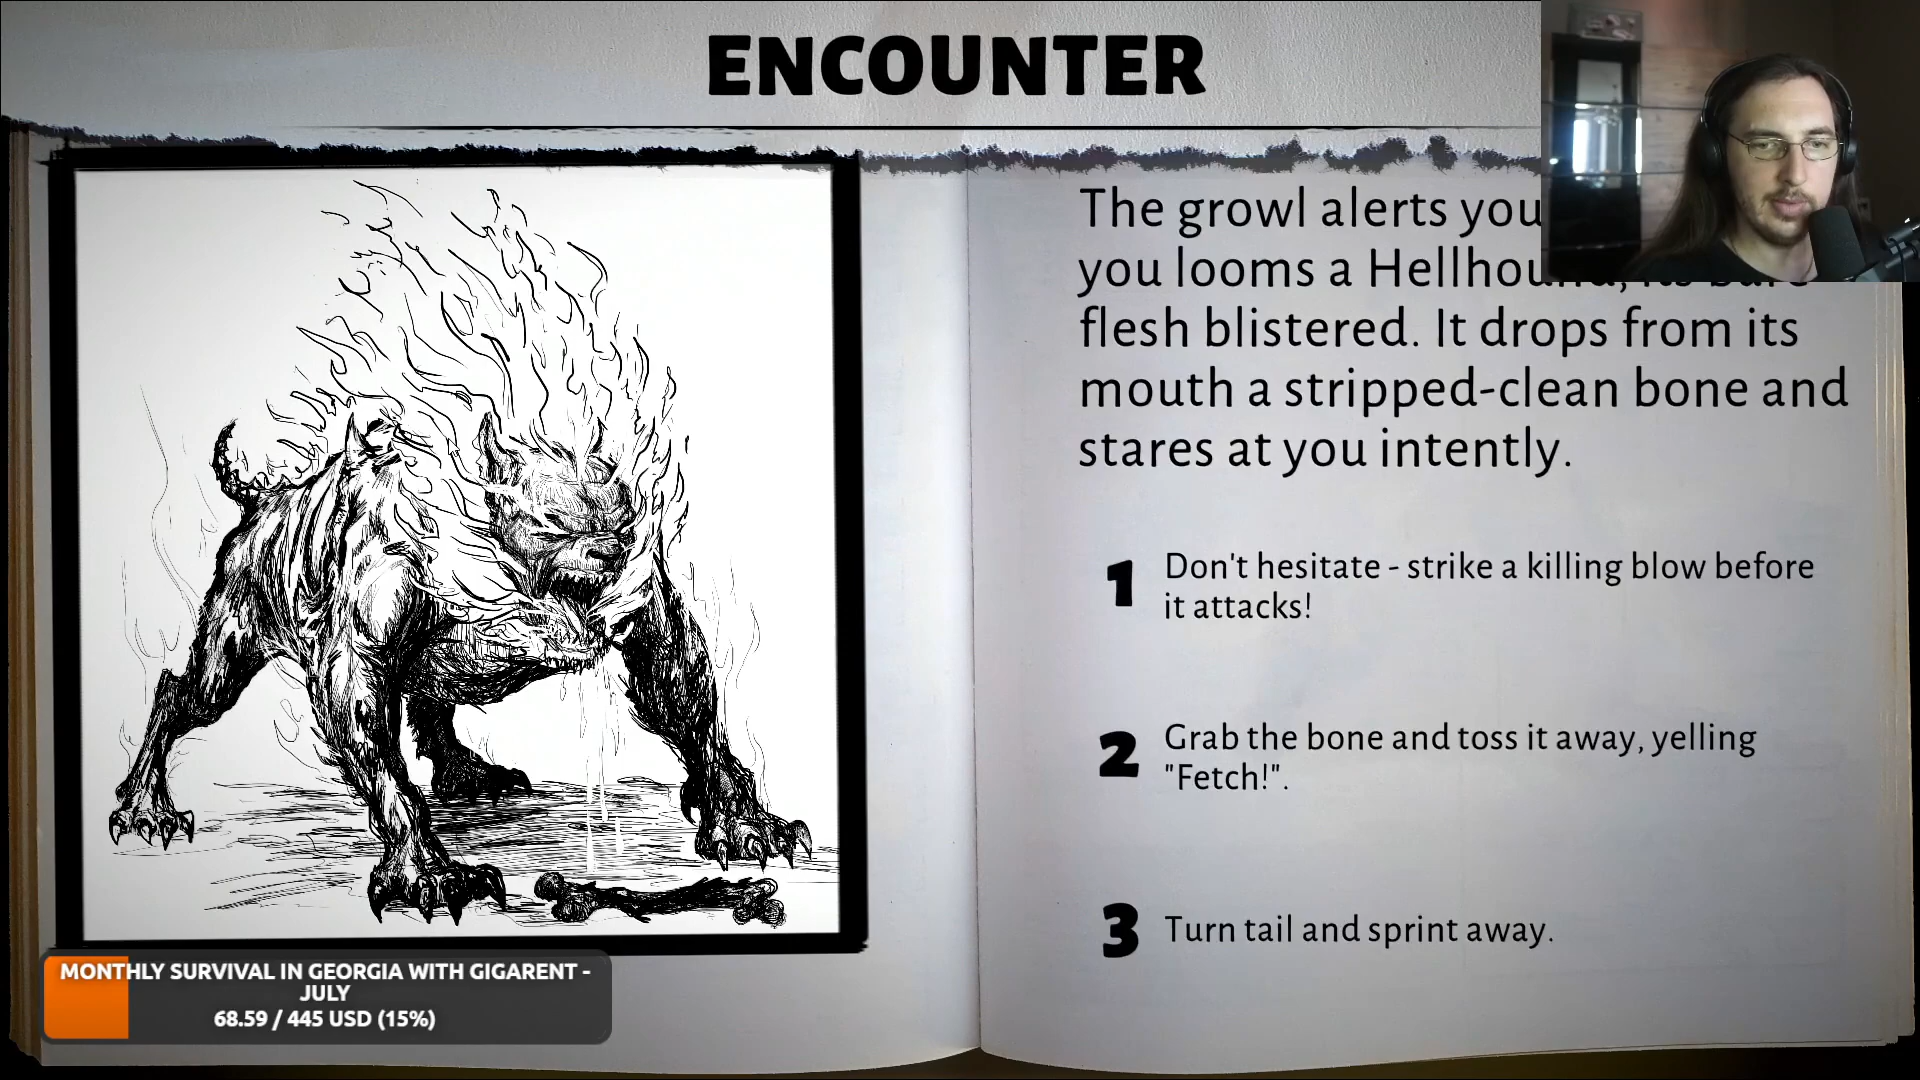 ENCOUNTER
The growl alerts you
you looms a Hellhound, its bare
flesh blistered. It drops from its
mouth a stripped-clean bone and
stares at you intently.
1 Don't hesitate - strike a killing blow before
it attacks!
2 Grab the bone and toss it away, yelling
"Fetch!".
3 Turn tail and sprint away.
MONTHLY SURVIVAL IN GEORGIA WITH GIGARENT -
JULY
68.59 / 445 USD (15%)